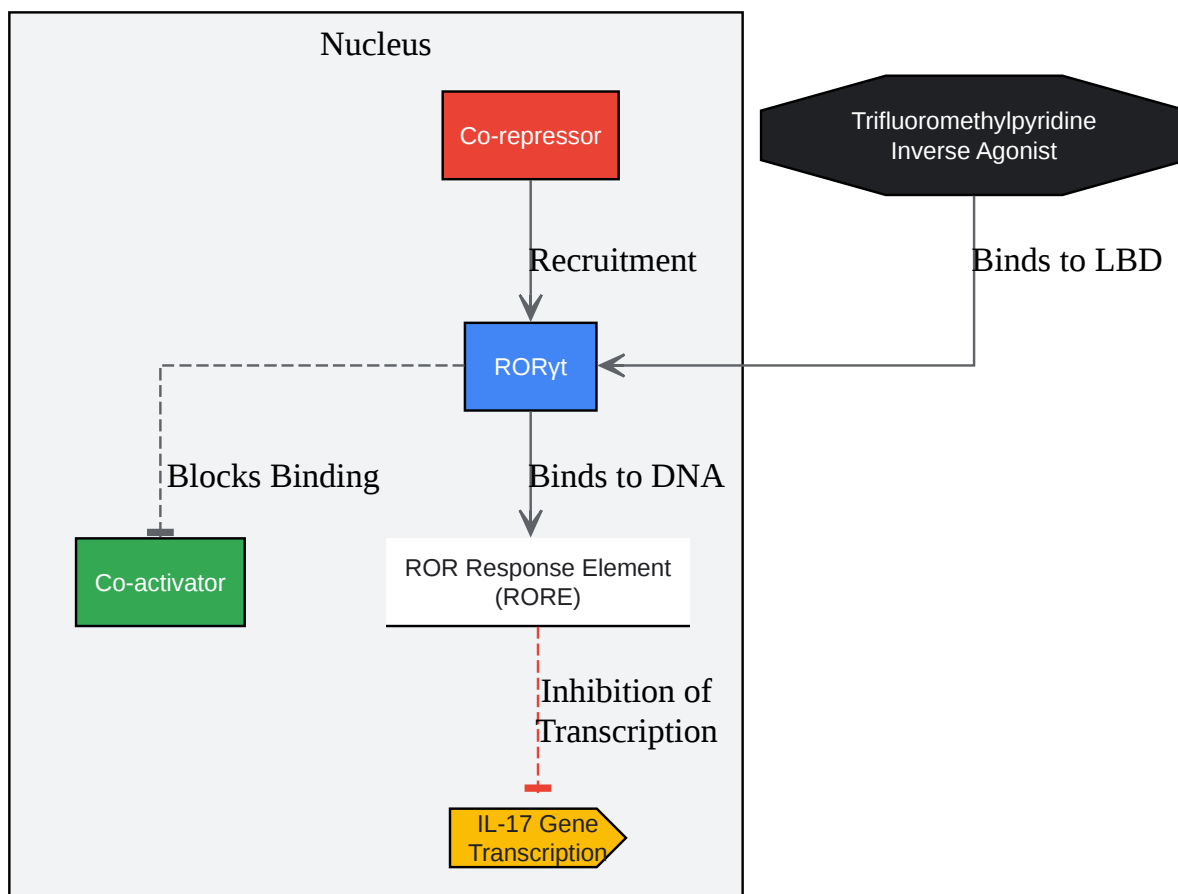 Nucleus
Co-repressor
Trifluoromethylpyridine
Inverse Agonist
Recruitment
Binds to LBD
RORγt
Blocks Binding
Binds to DNA
Co-activator
ROR Response Element
(RORE)
Inhibition of
Transcription
IL-17 Gene
Transcription